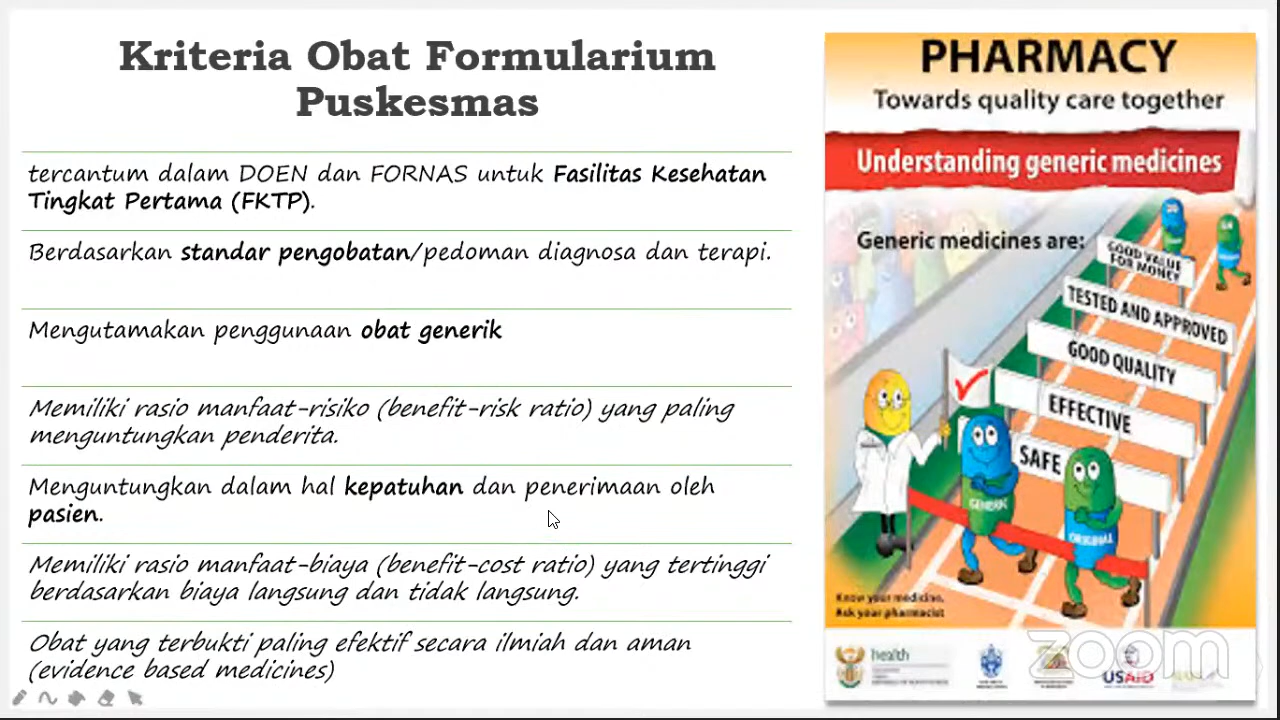 Kriteria Obat Formularium
Puskesmas
tercantum dalam DOEN dan FORNAS untuk Fasilitas Kesehatan
Tingkat Pertama (FKTP).
Berdasarkan standar pengobatan/pedoman diagnosa dan terapi.
Mengutamakan penggunaan obat generik
Memiliki rasio manfaat-risiko (benefit-risk ratio) yang paling
menguntungkan penderita.
Menguntungkan dalam hal kepatuhan dan penerimaan oleh
pasien.
Memiliki rasio manfaat-biaya (benefit-cost ratio) yang tertinggi
berdasarkan biaya langsung dan tidak langsung.
Obat yang terbukti paling efektif secara ilmiah dan aman
(evidence based medicines)
PHARMACY
Towards quality care together
Understanding generic medicines
Generic medicines are:
GOOD VALUE
FOR MONEY
TESTED AND APPROVED
GOOD QUALITY
EFFECTIVE
SAFE
GENERIC
ORIGINAL
Know your medicine,
Ask your pharmacist
health
USAID
zoom